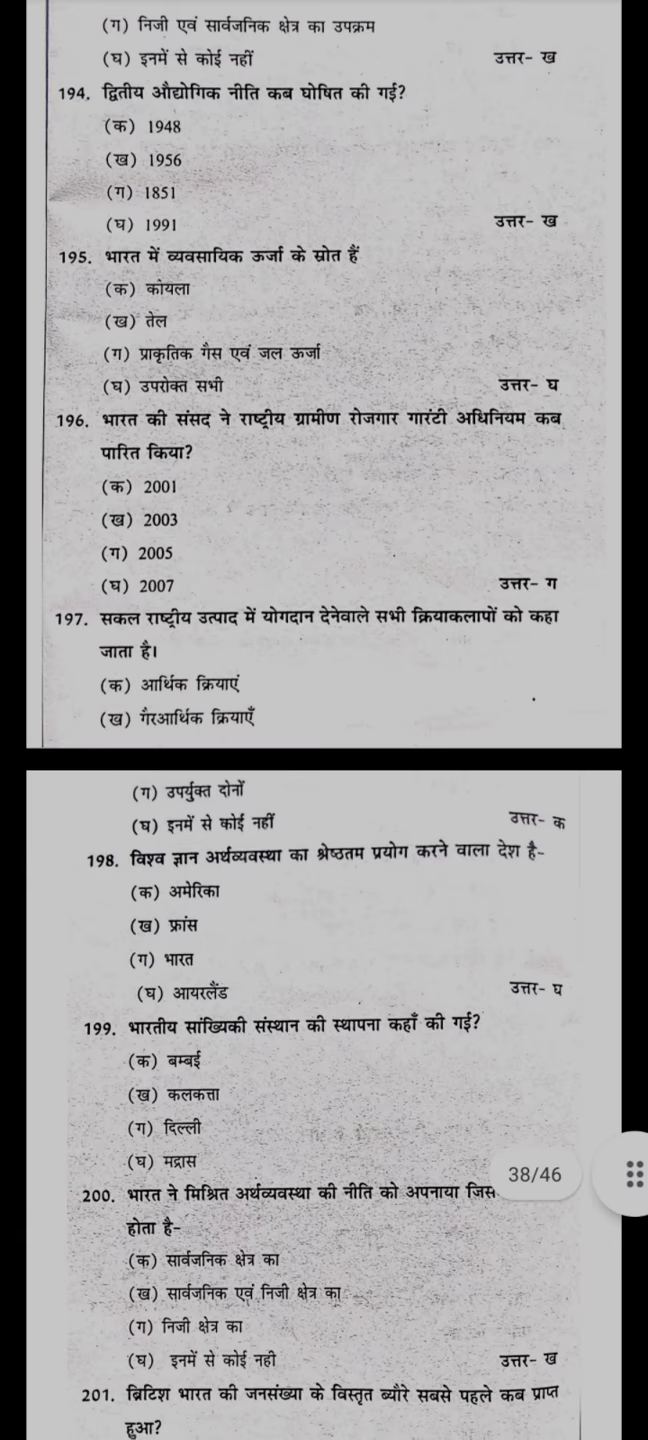 (ग) निजी एवं सार्वजनिक क्षेत्र का उपक्रम
(घ) इनमें से कोई नहीं उत्तर- ख
194. द्वितीय औद्योगिक नीति कब घोषित की गई?
(क) 1948
(ख) 1956
(ग) 1851
(घ) 1991 उत्तर- ख
195. भारत में व्यवसायिक ऊर्जा के स्रोत हैं
(क) कोयला
(ख) तेल
(ग) प्राकृतिक गैस एवं जल ऊर्जा
(घ) उपरोक्त सभी उत्तर- घ
196. भारत की संसद ने राष्ट्रीय ग्रामीण रोजगार गारंटी अधिनियम कब
पारित किया?
(क) 2001
(ख) 2003
(ग) 2005
(घ) 2007 उत्तर- ग
197. सकल राष्ट्रीय उत्पाद में योगदान देनेवाले सभी क्रियाकलापों को कहा
जाता है।
(क) आर्थिक क्रियाएं
(ख) गैरआर्थिक क्रियाएँ
(ग) उपर्युक्त दोनों
(घ) इनमें से कोई नहीं उत्तर- क
198. विश्व ज्ञान अर्थव्यवस्था का श्रेष्ठतम प्रयोग करने वाला देश है-
(क) अमेरिका
(ख) फ्रांस
(ग) भारत
(घ) आयरलैंड उत्तर- घ
199. भारतीय सांख्यिकी संस्थान की स्थापना कहाँ की गई?
(क) बम्बई
(ख) कलकत्ता
(ग) दिल्ली
(घ) मद्रास
38/46
200. भारत ने मिश्रित अर्थव्यवस्था की नीति को अपनाया जिस
होता है-
(क) सार्वजनिक क्षेत्र का
(ख) सार्वजनिक एवं निजी क्षेत्र का
(ग) निजी क्षेत्र का
(घ) इनमें से कोई नही उत्तर- ख
201. ब्रिटिश भारत की जनसंख्या के विस्तृत ब्यौरे सबसे पहले कब प्राप्त
हुआ?